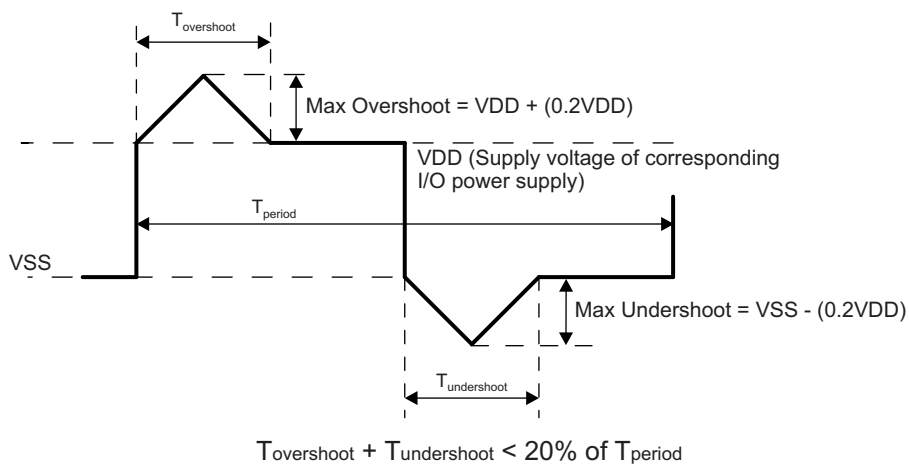 Tovershoot
Max Overshoot = VDD + (0.2VDD)
VDD (Supply voltage of corresponding
I/O power supply)
Tperiod
VSS
Max Undershoot = VSS - (0.2VDD)
Tundershoot
Tovershoot + Tundershoot < 20% of Tperiod